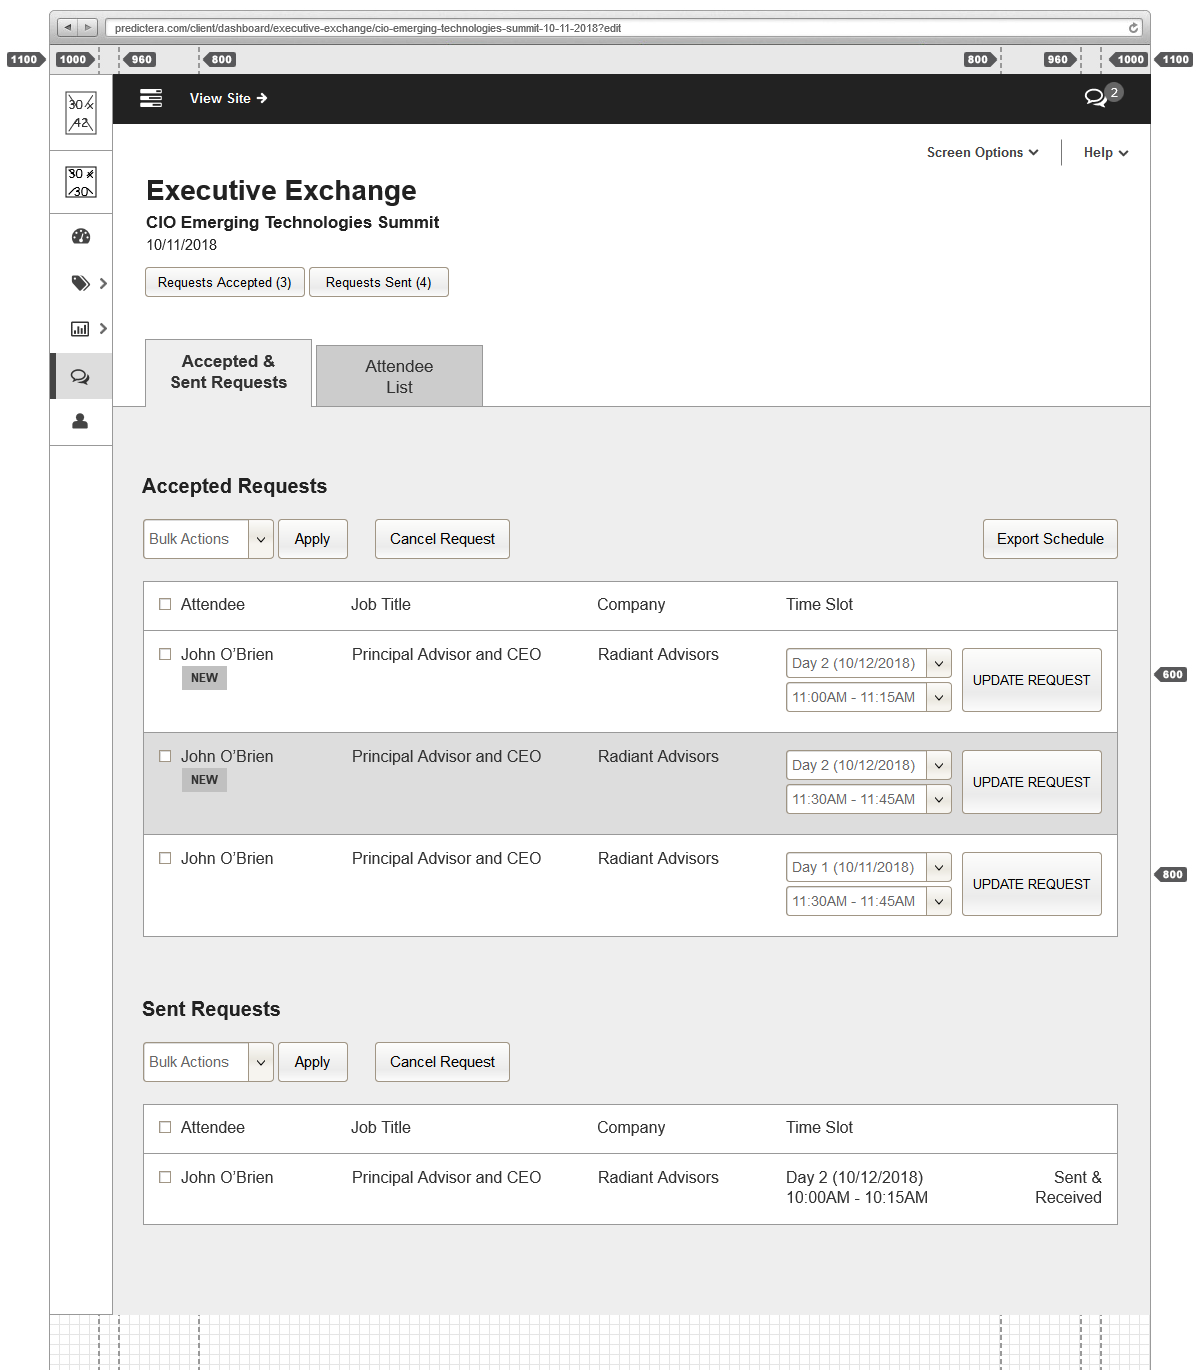 predictera.com/client/dashboard/executive-exchange/cio-emerging-technologies-summit-10-11-2018?edit
1100 1000 960 800 800 960 1000 1100
30 x 42
View Site
2
Screen Options
Help
30 x 30
Executive Exchange
CIO Emerging Technologies Summit
10/11/2018
Requests Accepted (3) Requests Sent (4)
Accepted &
Sent Requests
Attendee
List
Accepted Requests
Bulk Actions Apply Cancel Request Export Schedule
Attendee Job Title Company Time Slot
John O’Brien Principal Advisor and CEO Radiant Advisors Day 2 (10/12/2018)
NEW 11:00AM - 11:15AM UPDATE REQUEST
600
John O’Brien Principal Advisor and CEO Radiant Advisors Day 2 (10/12/2018)
NEW 11:30AM - 11:45AM UPDATE REQUEST
John O’Brien Principal Advisor and CEO Radiant Advisors Day 1 (10/11/2018)
11:30AM - 11:45AM UPDATE REQUEST
800
Sent Requests
Bulk Actions Apply Cancel Request
Attendee Job Title Company Time Slot
John O’Brien Principal Advisor and CEO Radiant Advisors Day 2 (10/12/2018) Sent &
10:00AM - 10:15AM Received